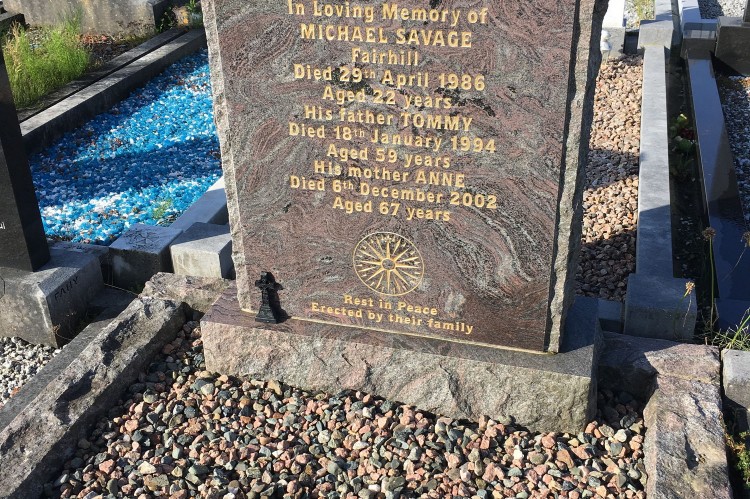 In Loving Memory of
MICHAEL SAVAGE
Fairhill
Died 29th April 1986
Aged 22 years
His father TOMMY
Died 18th January 1994
Aged 59 years
His mother ANNE
Died 6th December 2002
Aged 67 years
Rest in Peace
Erected by their family